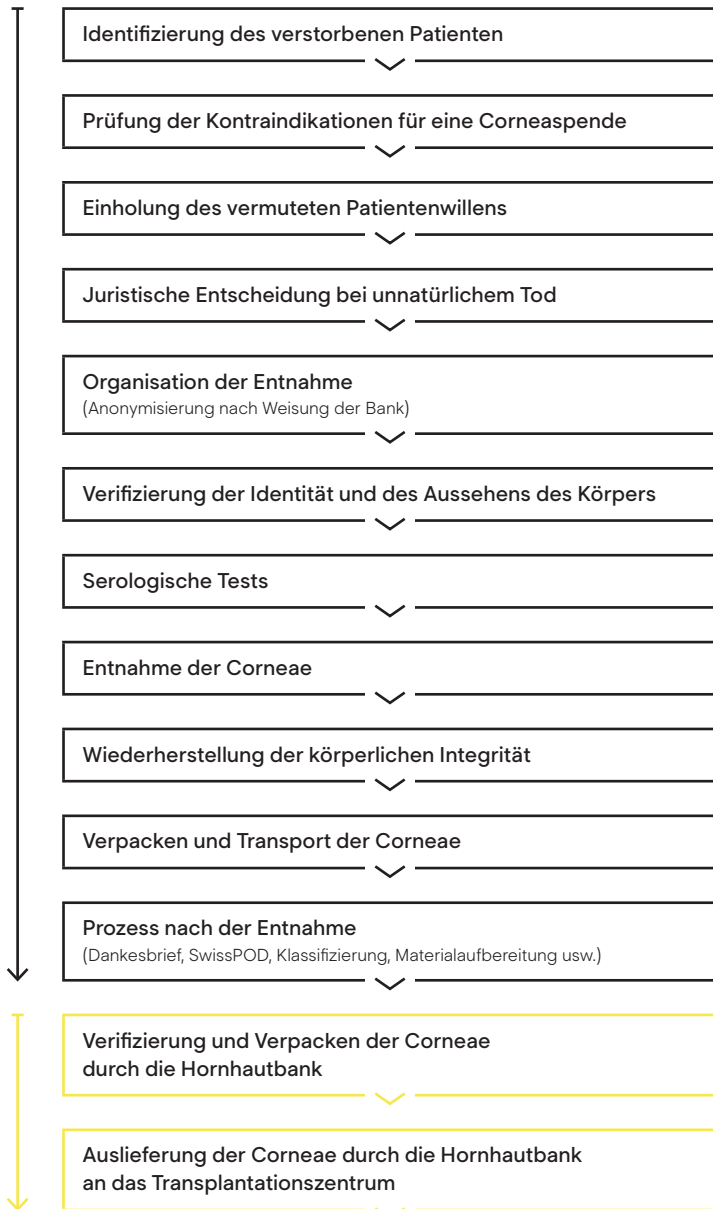 Identifizierung des verstorbenen Patienten
Prüfung der Kontraindikationen für eine Corneaspende
Einholung des vermuteten Patientenwillens
Juristische Entscheidung bei unnatürlichem Tod
Organisation der Entnahme
(Anonymisierung nach Weisung der Bank)
Verifizierung der Identität und des Aussehens des Körpers
Serologische Tests
Entnahme der Corneae
Wiederherstellung der körperlichen Integrität
Verpacken und Transport der Corneae
Prozess nach der Entnahme
(Dankesbrief, SwissPOD, Klassifizierung, Materialaufbereitung usw.)
Verifizierung und Verpacken der Corneae
durch die Hornhautbank
Auslieferung der Corneae durch die Hornhautbank
an das Transplantationszentrum